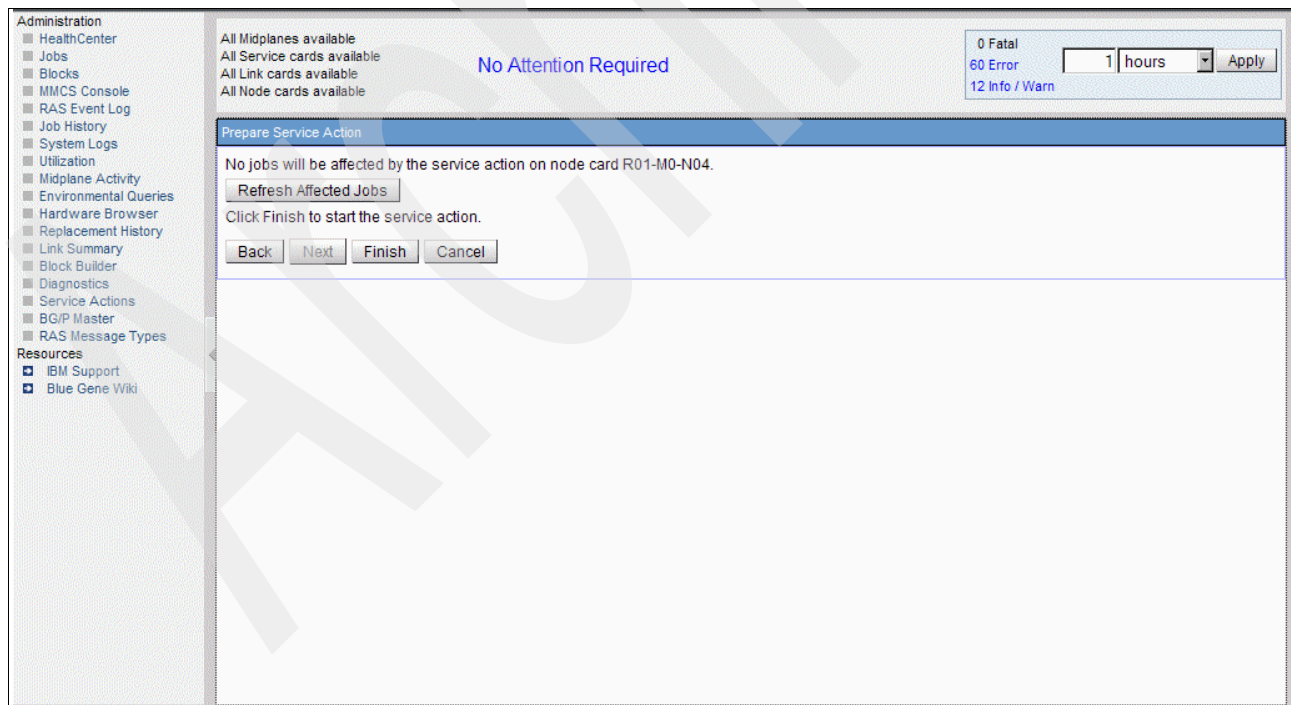 Administration
HealthCenter
Jobs
Blocks
MMCS Console
RAS Event Log
Job History
System Logs
Utilization
Midplane Activity
Environmental Queries
Hardware Browser
Replacement History
Link Summary
Block Builder
Diagnostics
Service Actions
BG/P Master
RAS Message Types
Resources
IBM Support
Blue Gene Wiki
All Midplanes available
All Service cards available
All Link cards available
All Node cards available
No Attention Required
0 Fatal
60 Error
12 Info / Warn
1 hours Apply
Prepare Service Action
No jobs will be affected by the service action on node card R01-M0-N04.
Refresh Affected Jobs
Click Finish to start the service action.
Back Next Finish Cancel